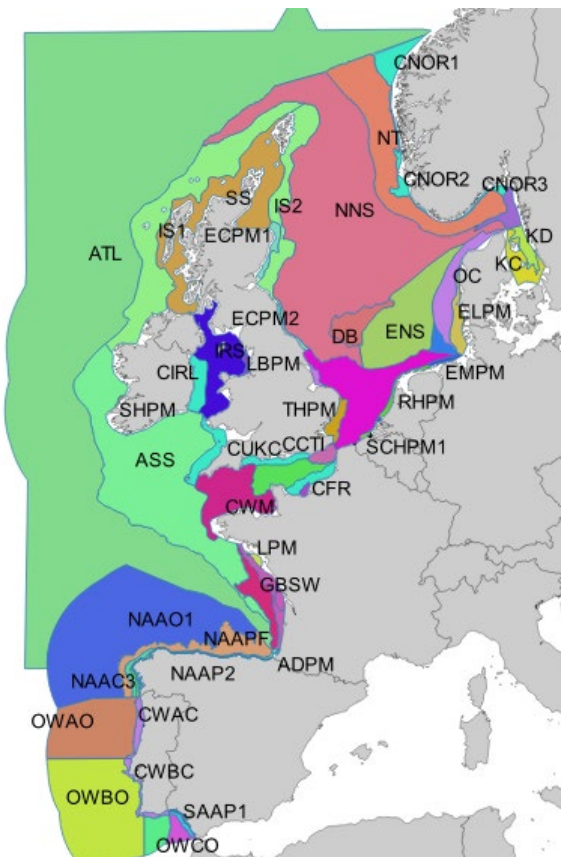 CNOR1
NT
CNOR2
CNOR3
SS
IS2
NNS
IS1
ECPM1
KD
ATL
KC
OC
ECPM2
ELPM
DB
ENS
IRS
LBPM
CIRL
EMPM
SHPM
THPM
RHPM
ASS
CUKC
CCTI
SCHPM1
CFR
CWM
LPM
GBSW
NAAO1
NAAPF
NAAC3
NAAP2
ADPM
OWAO
CWAC
CWBC
OWBO
SAAP1
OWCO